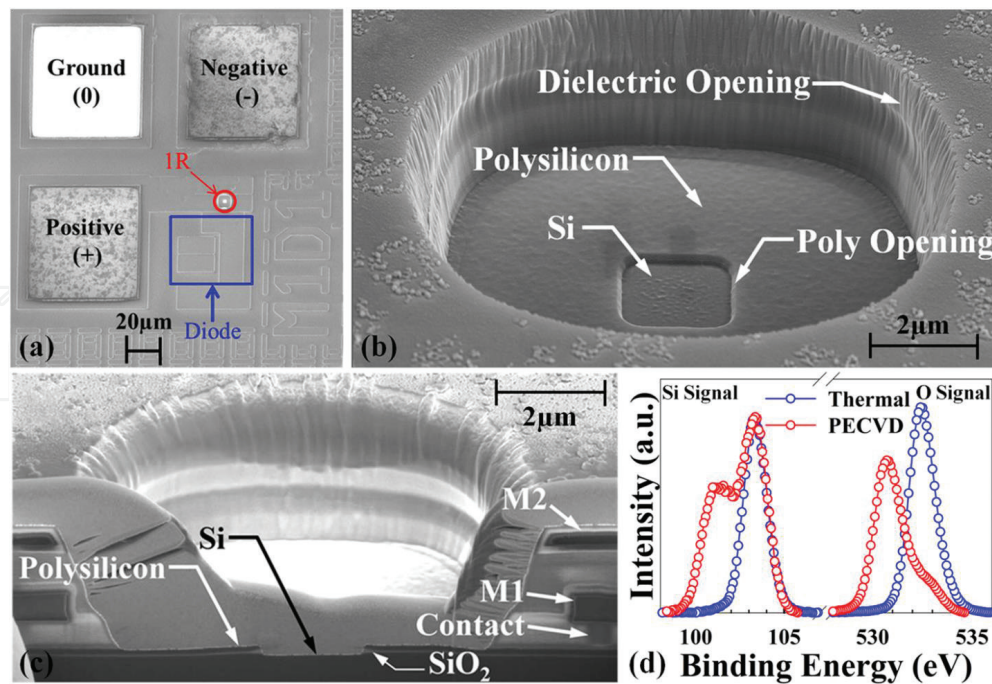 Ground
(0)
Negative
(-)
1R
Positive
(+)
M1D1
20μm
Diode
(a)
Dielectric Opening
Polysilicon
Si
Poly Opening
2μm
(b)
2μm
M2
Si
Polysilicon
M1
Contact
SiO2
(c)
Si Signal
Thermal
O Signal
PECVD
Intensity (a.u.)
100
105
530
535
Binding Energy (eV)
(d)